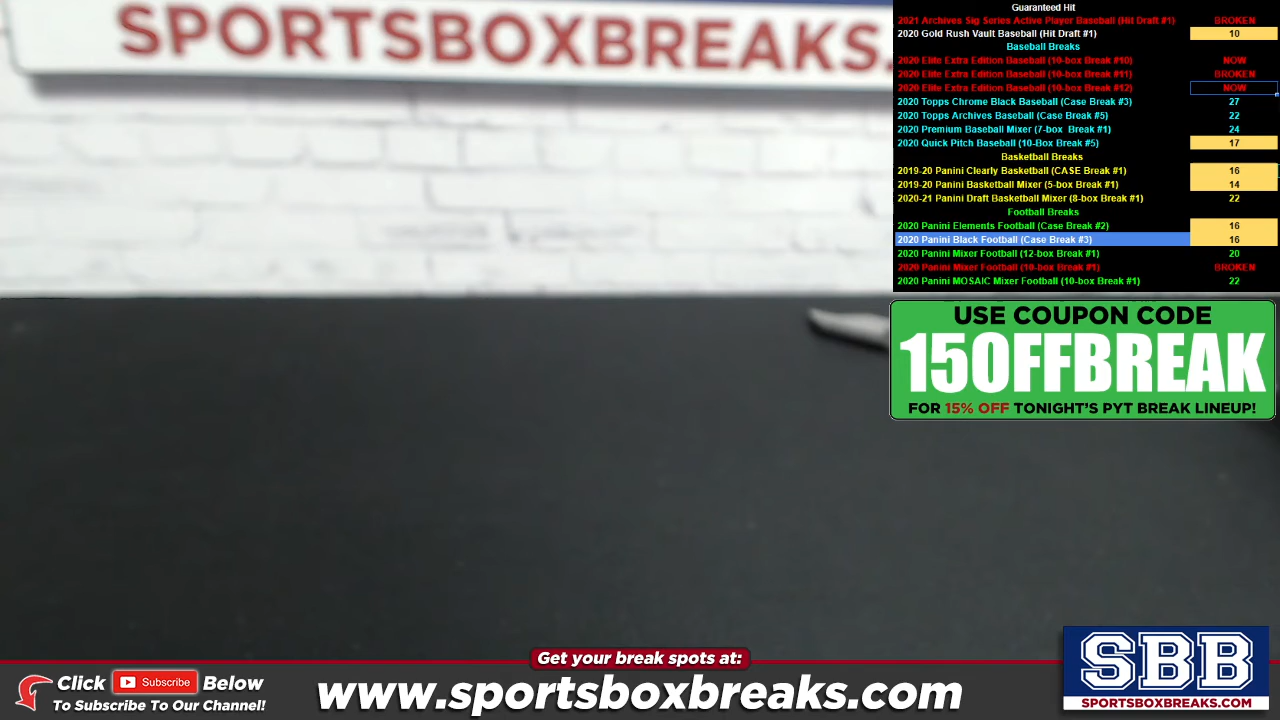 SPORTSBOXBREAKS.
Guaranteed Hit
2021 Archives Sig Series Active Player Baseball (Hit Draft #1) BROKEN
2020 Gold Rush Vault Baseball (Hit Draft #1) 10
Baseball Breaks
2020 Elite Extra Edition Baseball (10-box Break #10) NOW
2020 Elite Extra Edition Baseball (10-box Break #11) BROKEN
2020 Elite Extra Edition Baseball (10-box Break #12) NOW
2020 Topps Chrome Black Baseball (Case Break #3) 27
2020 Topps Archives Baseball (Case Break #5) 22
2020 Premium Baseball Mixer (7-box Break #1) 24
2020 Quick Pitch Baseball (10-Box Break #5) 17
Basketball Breaks
2019-20 Panini Clearly Basketball (CASE Break #1) 16
2019-20 Panini Basketball Mixer (5-box Break #1) 14
2020-21 Panini Draft Basketball Mixer (8-box Break #1) 22
Football Breaks
2020 Panini Elements Football (Case Break #2) 16
2020 Panini Black Football (Case Break #3) 16
2020 Panini Mixer Football (12-box Break #1) 20
2020 Panini Mixer Football (10-box Break #1) BROKEN
2020 Panini MOSAIC Mixer Football (10-box Break #1) 22
USE COUPON CODE
15OFFBREAK
FOR 15% OFF TONIGHT'S PYT BREAK LINEUP!
Get your break spots at:
Click Subscribe Below
To Subscribe To Our Channel!
www.sportsboxbreaks.com
SBB
SPORTSBOXBREAKS.COM